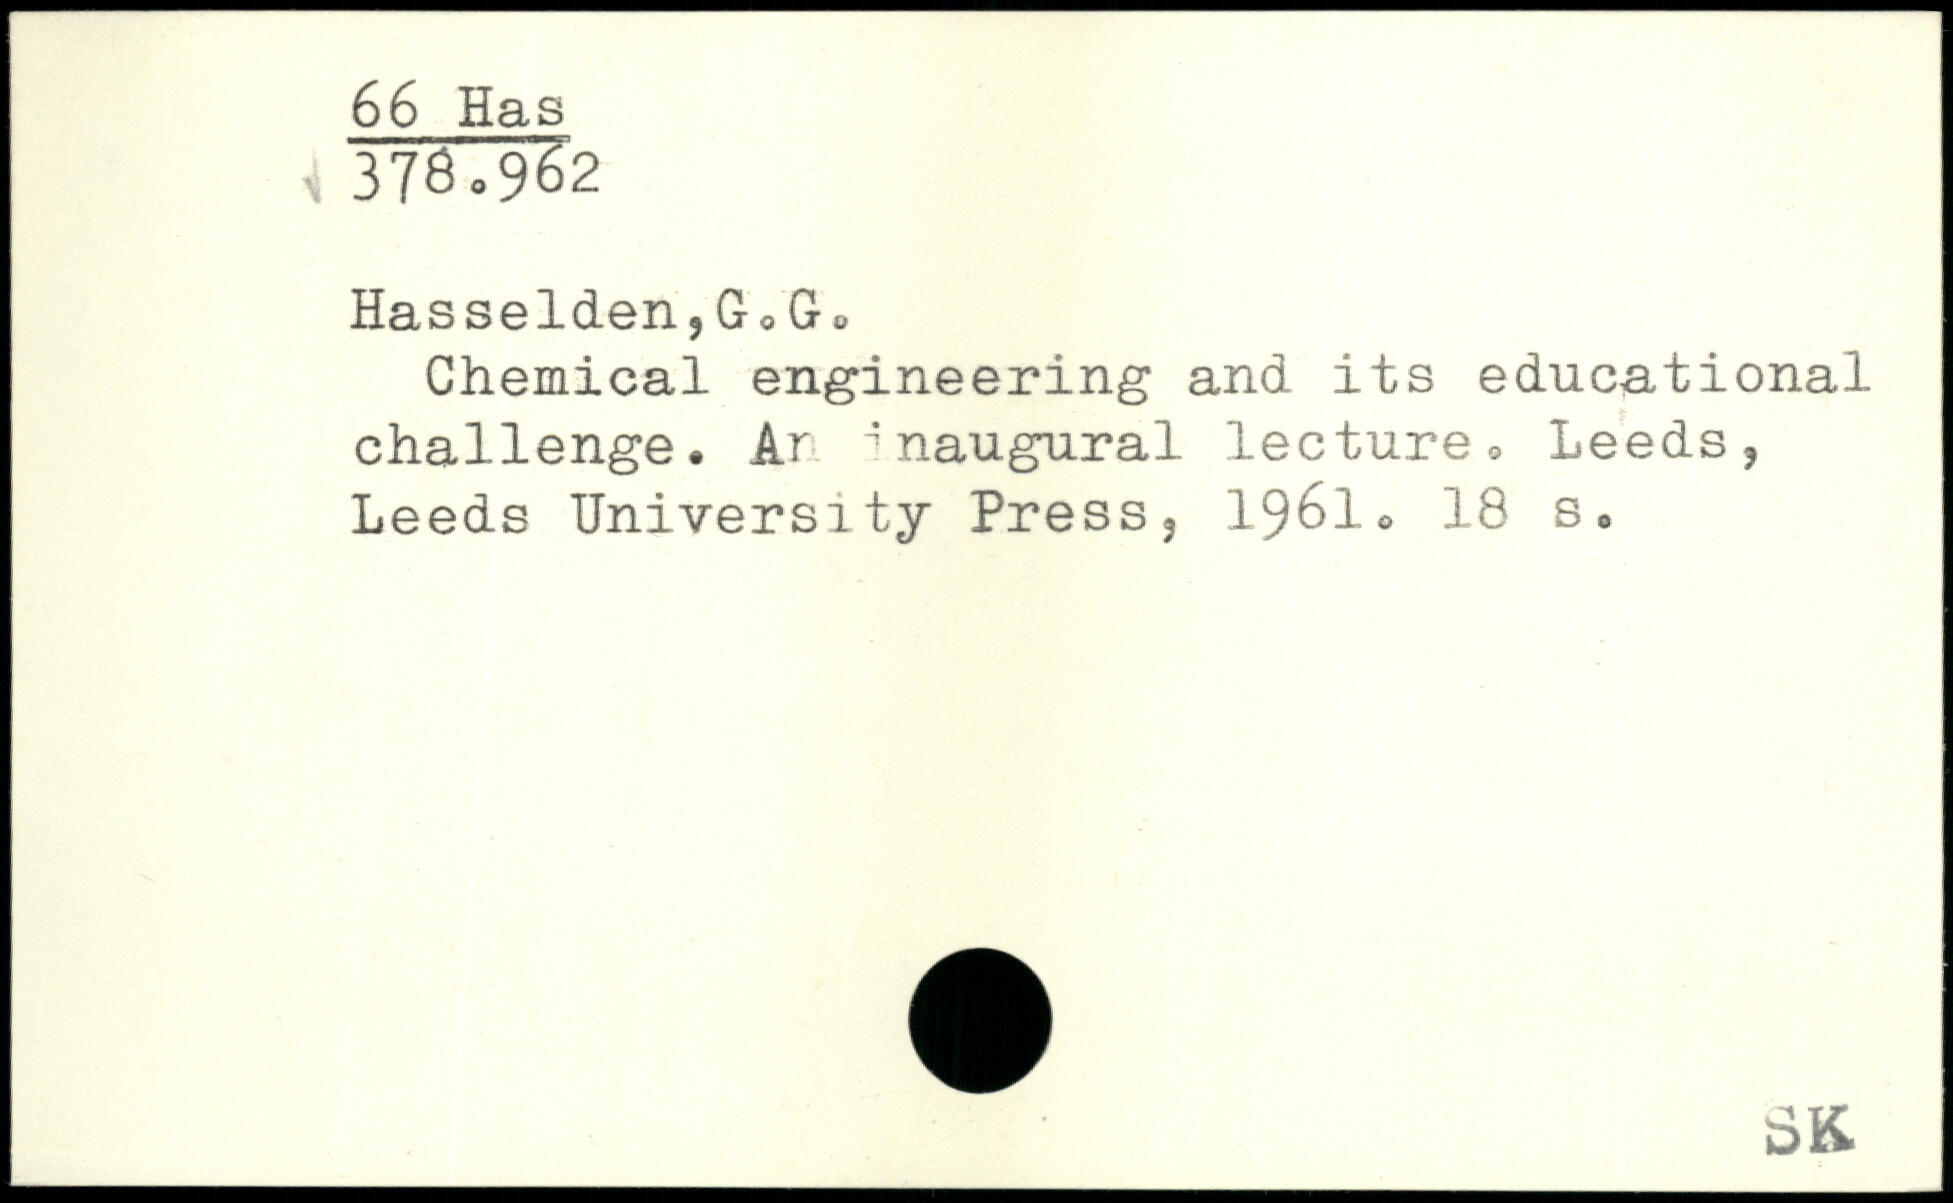 66 Has
378.962
Hasselden,G.G.
Chemical engineering and its educational
challenge. An inaugural lecture. Leeds,
Leeds University Press, 1961. 18 s.
SK